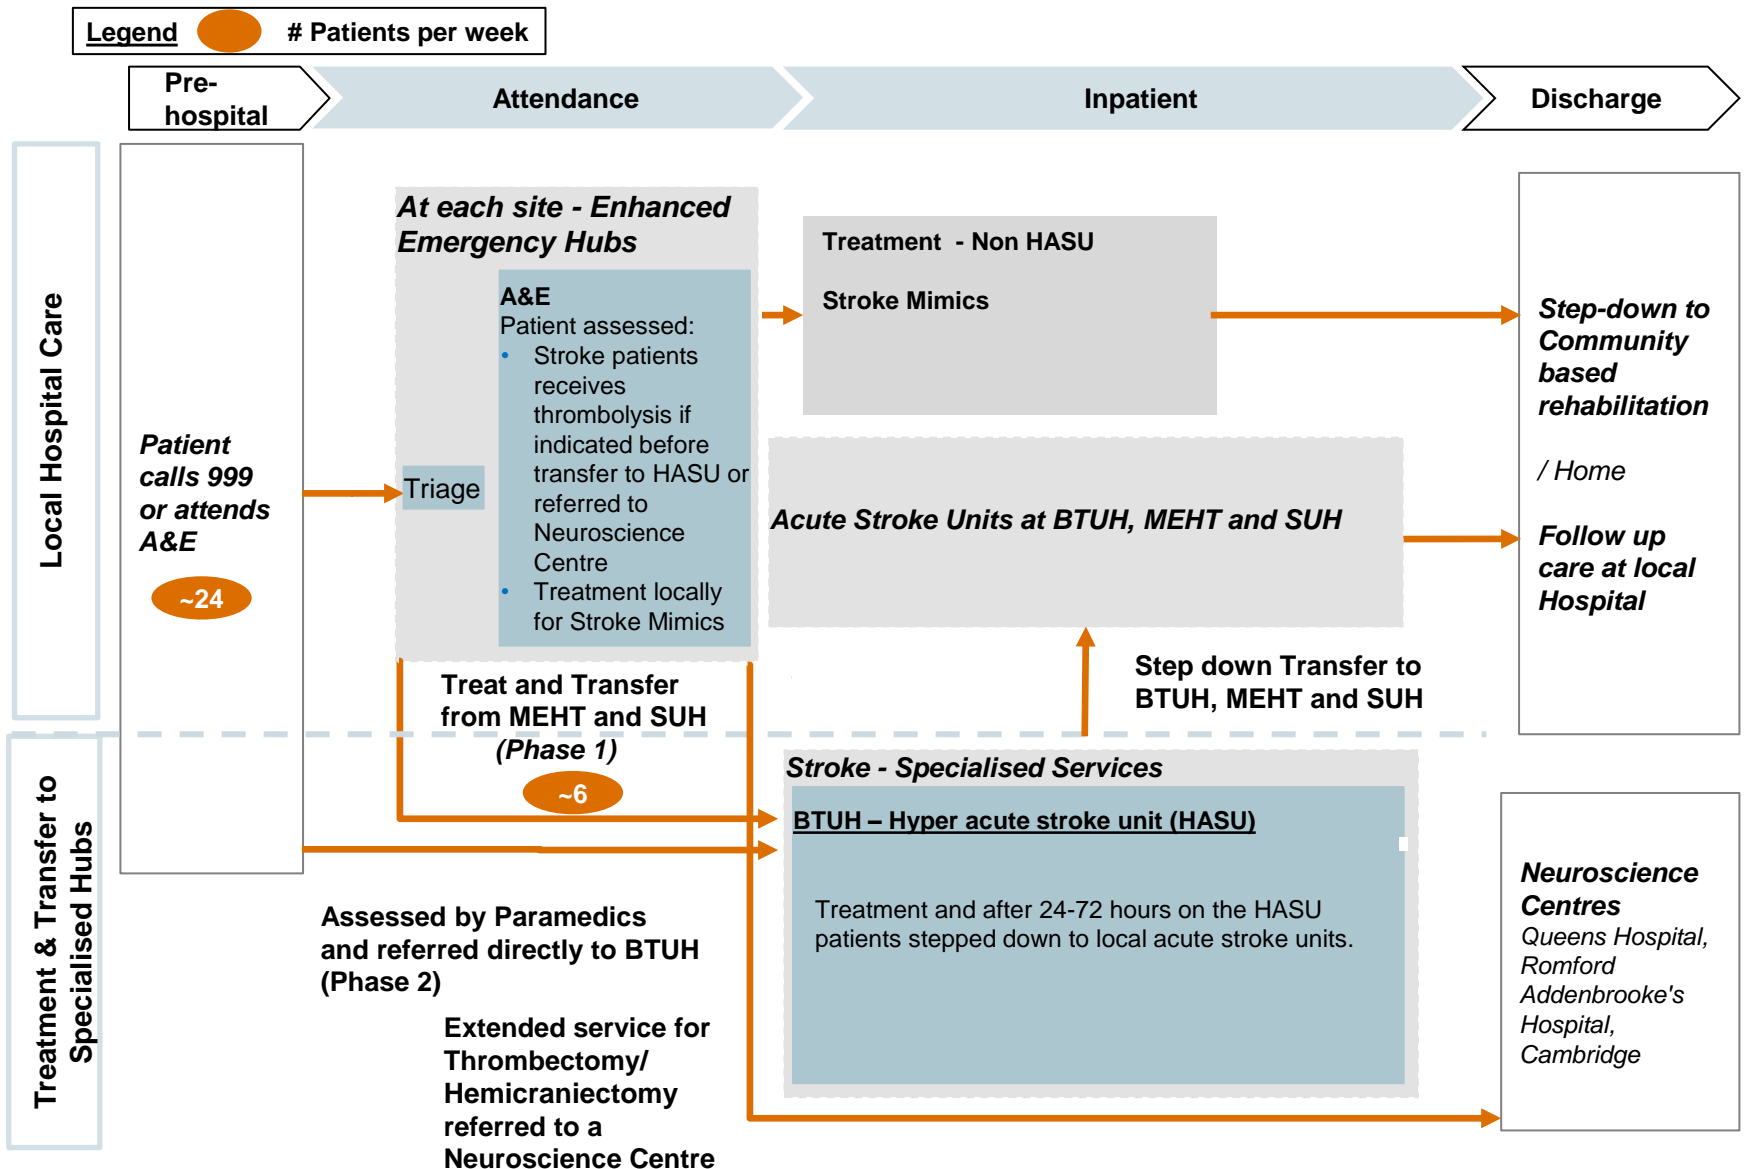 Legend # Patients per week
Pre-
hospital
Attendance
Inpatient
Discharge
Local Hospital Care
Patient
calls 999
or attends
A&E
~24
At each site - Enhanced
Emergency Hubs
Triage
A&E
Patient assessed:
• Stroke patients
receives
thrombolysis if
indicated before
transfer to HASU or
referred to
Neuroscience
Centre
• Treatment locally
for Stroke Mimics
Treatment - Non HASU
Stroke Mimics
Acute Stroke Units at BTUH, MEHT and SUH
Step-down to
Community
based
rehabilitation
/ Home
Follow up
care at local
Hospital
Treat and Transfer
from MEHT and SUH
(Phase 1)
~6
Step down Transfer to
BTUH, MEHT and SUH
Treatment & Transfer to
Specialised Hubs
Stroke - Specialised Services
BTUH – Hyper acute stroke unit (HASU)
Treatment and after 24-72 hours on the HASU
patients stepped down to local acute stroke units.
Assessed by Paramedics
and referred directly to BTUH
(Phase 2)
Extended service for
Thrombectomy/
Hemicraniectomy
referred to a
Neuroscience Centre
Neuroscience
Centres
Queens Hospital,
Romford
Addenbrooke's
Hospital,
Cambridge